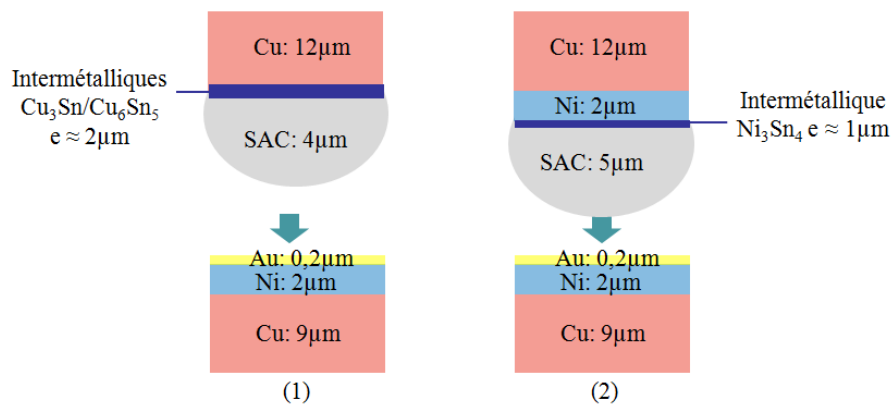 Cu: 12µm
Intermétalliques
Cu₃Sn/Cu₆Sn₅
e ≈ 2µm
SAC: 4µm
Au: 0,2µm
Ni: 2µm
Cu: 9µm
(1)
Cu: 12µm
Ni: 2µm
Intermétallique
Ni₃Sn₄ e ≈ 1µm
SAC: 5µm
Au: 0,2µm
Ni: 2µm
Cu: 9µm
(2)